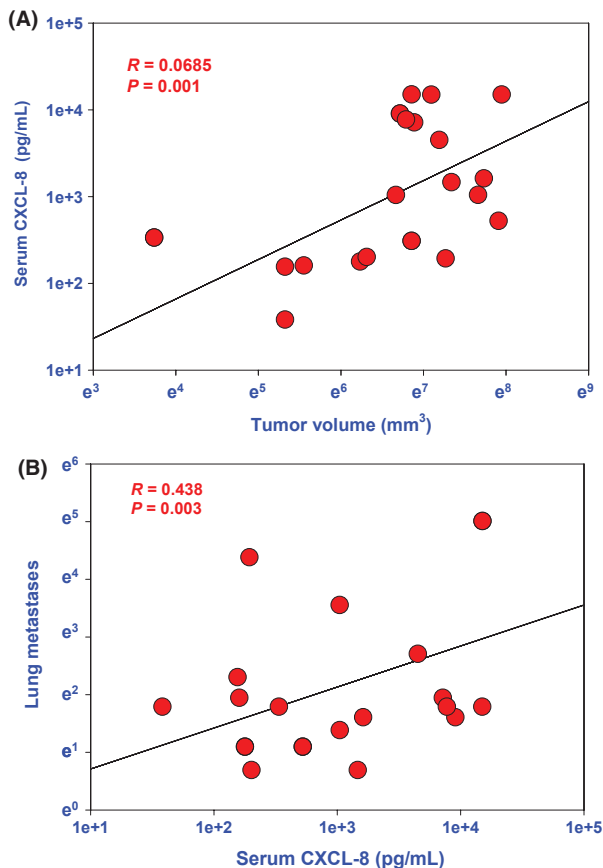 (A)
1e+5
1e+4
1e+3
1e+2
1e+1
Serum CXCL-8 (pg/mL)
R = 0.0685
P = 0.001
e³ e⁴ e⁵ e⁶ e⁷ e⁸ e⁹
Tumor volume (mm³)
(B)
e⁶
e⁵
e⁴
e³
e²
e¹
e⁰
Lung metastases
R = 0.438
P = 0.003
1e+1 1e+2 1e+3 1e+4 1e+5
Serum CXCL-8 (pg/mL)